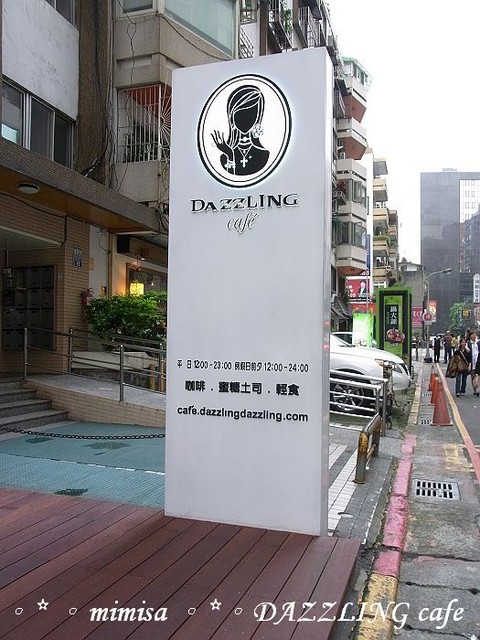 DAZZLING
café
平 日 12:00~23:00 例假日前夕 12:00~24:00
咖啡 . 蜜糖土司 . 輕食
cafe.dazzlingdazzling.com
mimisa DAZZLING cafe